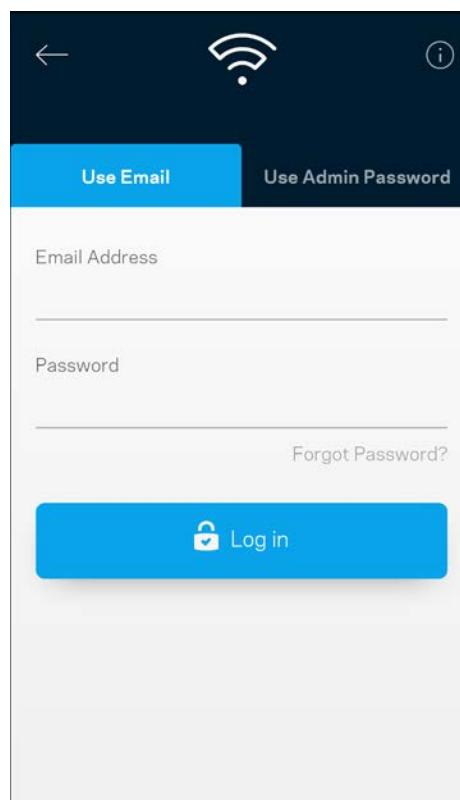 Use Email
Use Admin Password
Email Address
Password
Forgot Password?
Log in